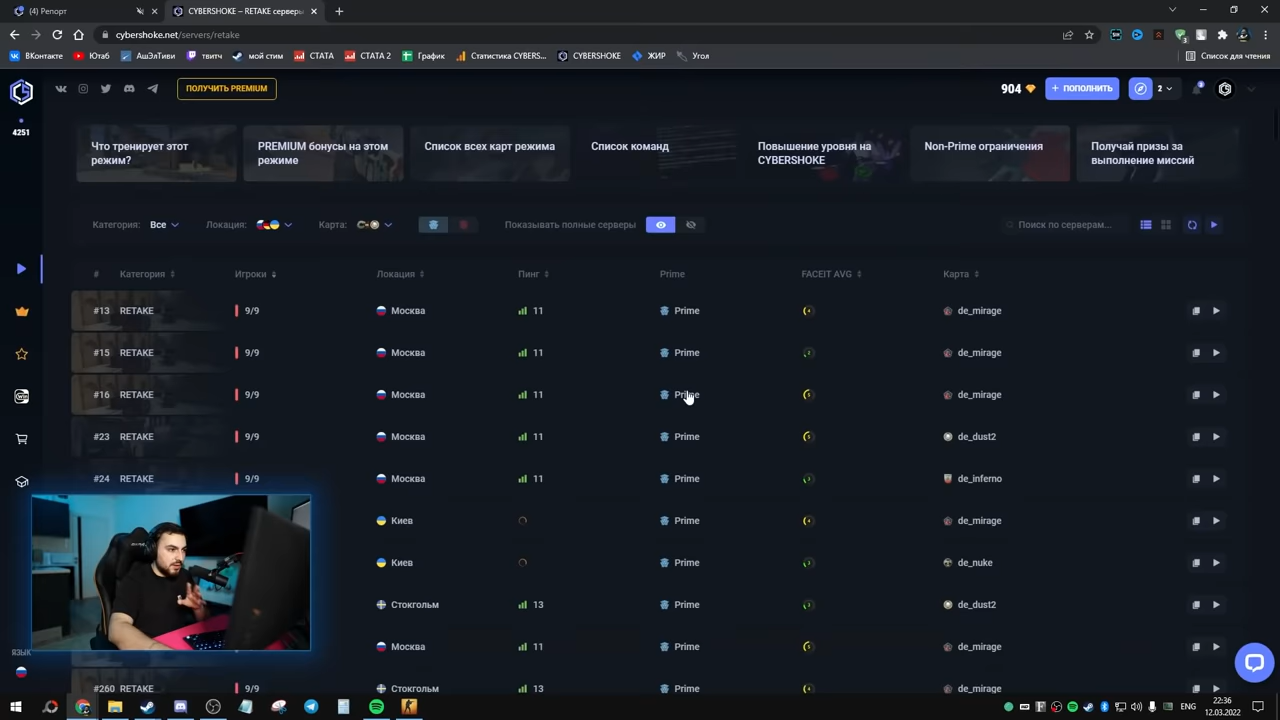 (4) Репорт
CYBERSHOKE – RETAKE серверы
cybershoke.net/servers/retake
ВКонтакте
Ютаб
АшЭлТиви
твитч
мой стим
СТАТА
СТАТА 2
График
Статистика CYBERS...
CYBERSHOKE
ЖИР
Угол
Список для чтения
ПОЛУЧИТЬ PREMIUM
904
+ ПОПОЛНИТЬ
2
4251
Что тренирует этот режим?
PREMIUM бонусы на этом режиме
Список всех карт режима
Список команд
Повышение уровня на CYBERSHOKE
Non-Prime ограничения
Получай призы за выполнение миссий
Категория: Все
Локация:
Карта:
Показывать полные серверы
Поиск по серверам...
# Категория Игроки Локация Пинг Prime FACEIT AVG Карта
#13 RETAKE 9/9 Москва 11 Prime de_mirage
#15 RETAKE 9/9 Москва 11 Prime de_mirage
#16 RETAKE 9/9 Москва 11 Prime de_mirage
#23 RETAKE 9/9 Москва 11 Prime de_dust2
#24 RETAKE 9/9 Москва 11 Prime de_inferno
Киев Prime de_mirage
Киев Prime de_nuke
Стокгольм 13 Prime de_dust2
Москва 11 Prime de_mirage
#260 RETAKE 9/9 Стокгольм 13 Prime de_mirage
ЯЗЫК
ENG
22:36
12.03.2022